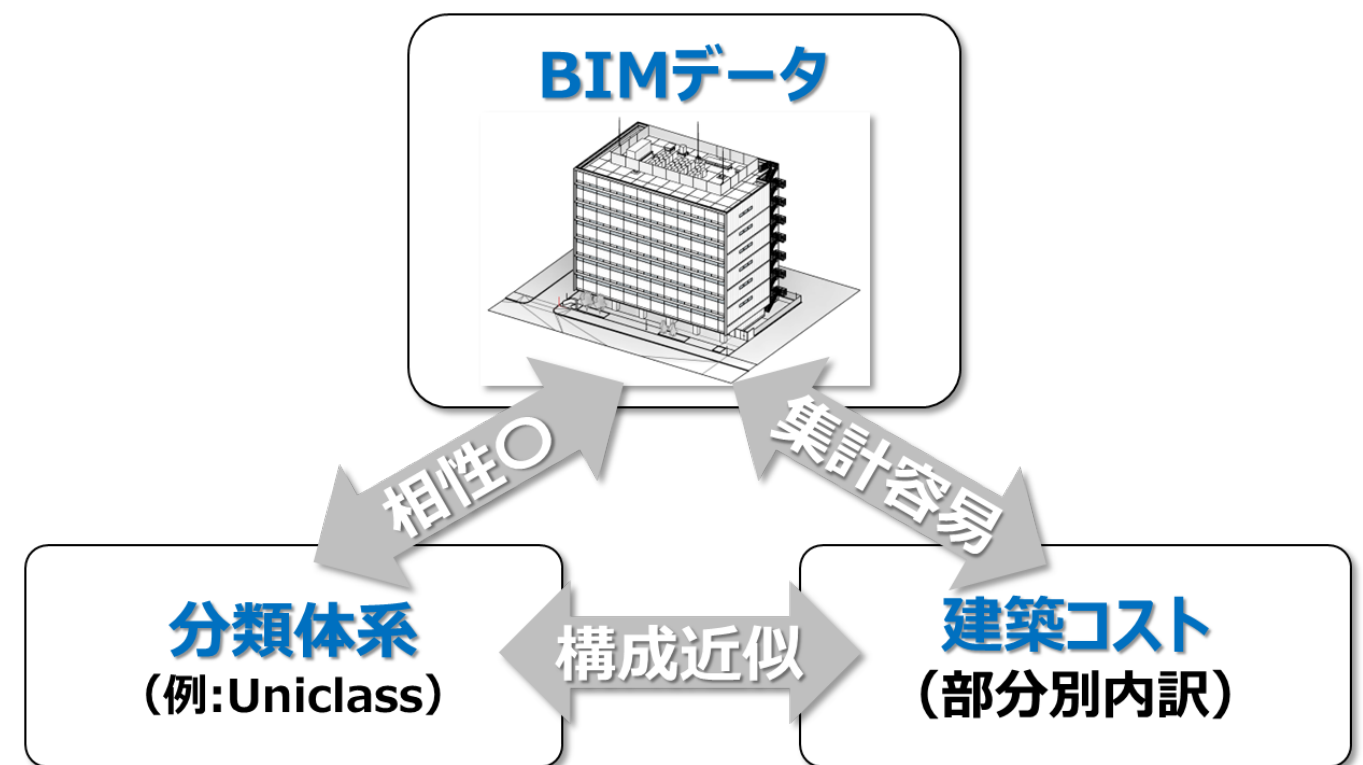 BIMデータ
相性〇
集計容易
分類体系
（例:Uniclass）
構成近似
建築コスト
（部分別内訳）